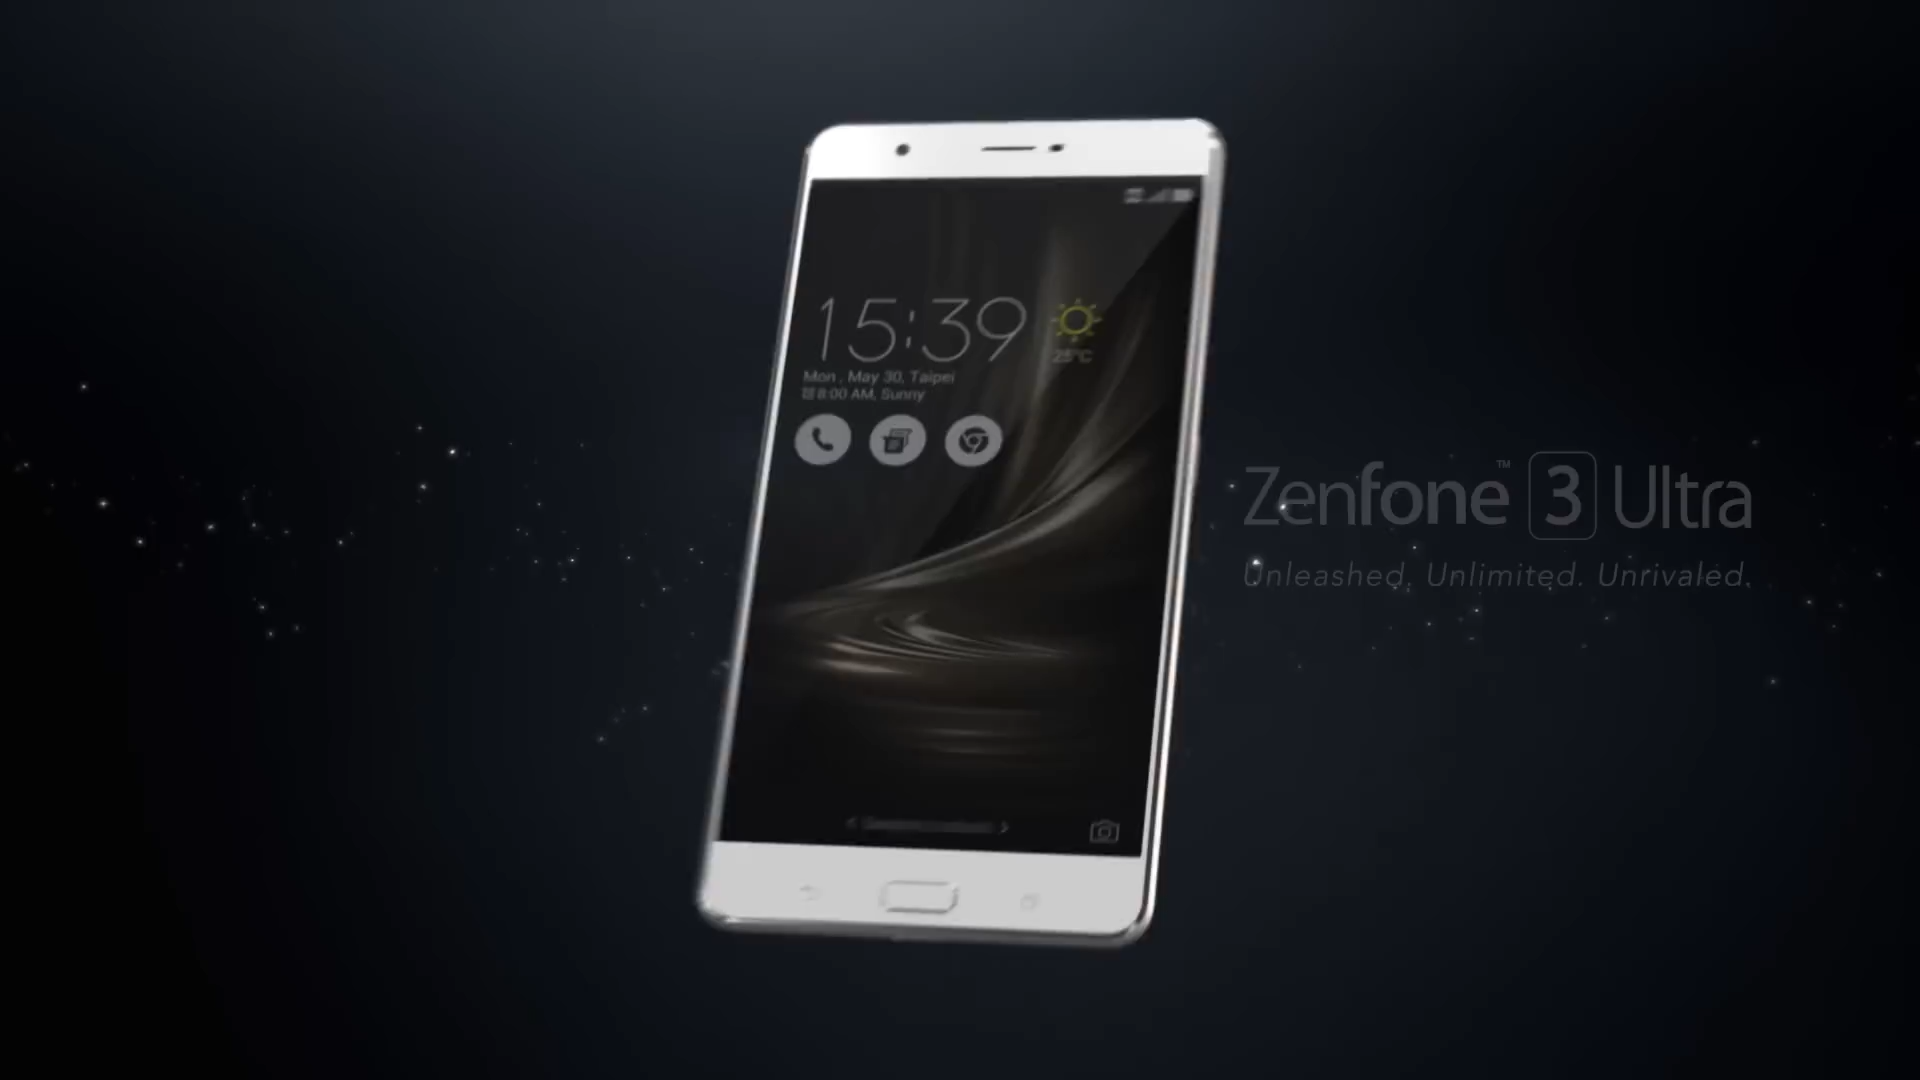 15:39
25°C
Mon , May 30, Taipei
8:00 AM, Sunny
Zenfone™ 3 Ultra
Unleashed. Unlimited. Unrivaled.